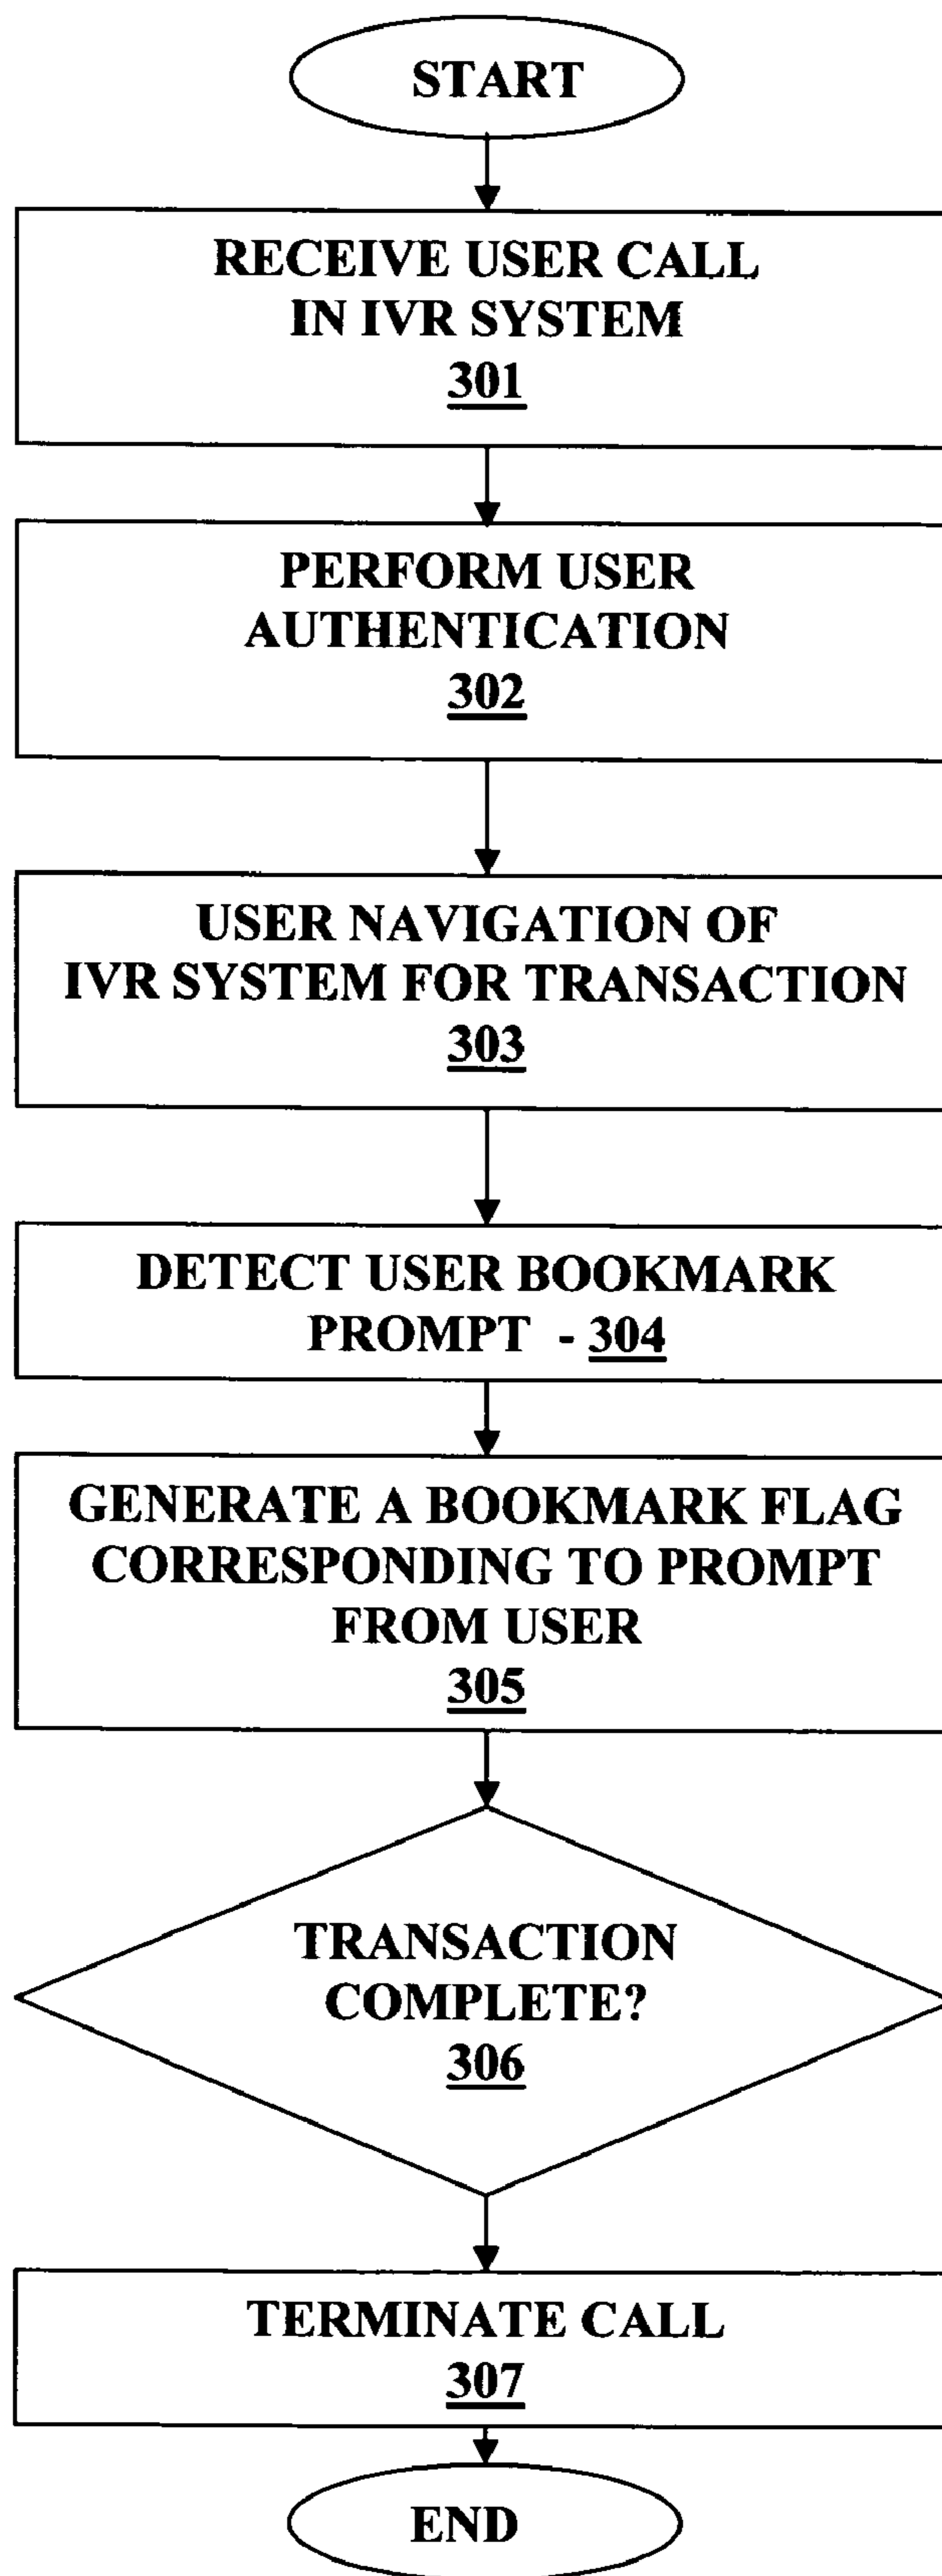 START
RECEIVE USER CALL
IN IVR SYSTEM
301
PERFORM USER
AUTHENTICATION
302
USER NAVIGATION OF
IVR SYSTEM FOR TRANSACTION
303
DETECT USER BOOKMARK
PROMPT - 304
GENERATE A BOOKMARK FLAG
CORRESPONDING TO PROMPT
FROM USER
305
TRANSACTION
COMPLETE?
306
TERMINATE CALL
307
END